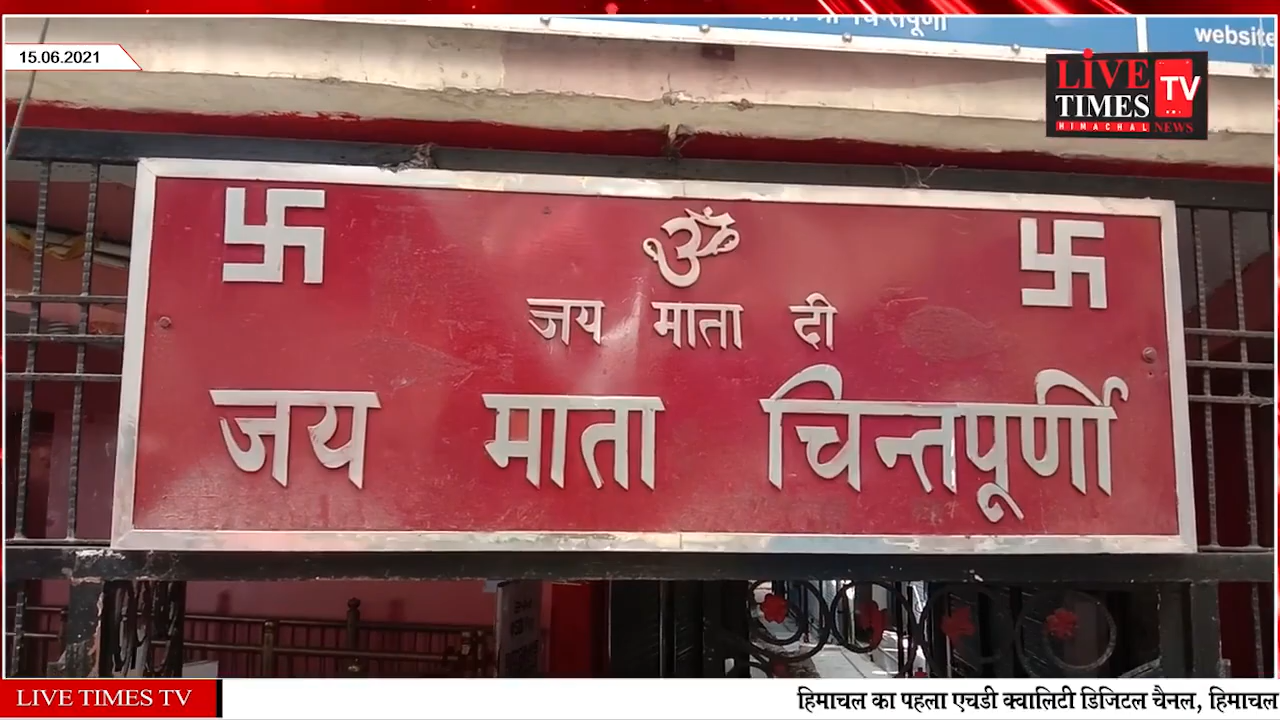 श्री चिन्तपूर्णी
website
15.06.2021
LIVE
TIMES TV
HIMACHAL NEWS
ॐ
जय माता दी
जय माता चिन्तपूर्णी
LIVE TIMES TV
हिमाचल का पहला एचडी क्वालिटी डिजिटल चैनल, हिमाचल